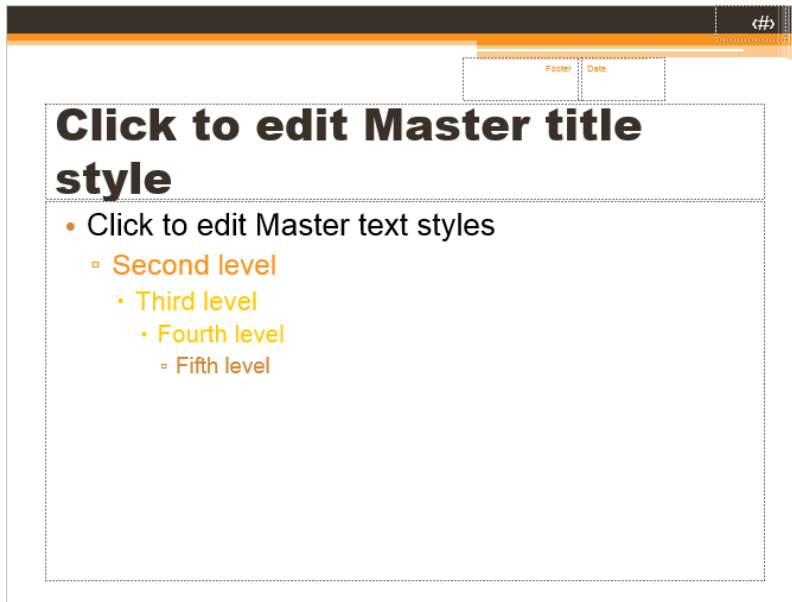 ‹#›
Footer
Date
Click to edit Master title
style
• Click to edit Master text styles
▫ Second level
• Third level
• Fourth level
▫ Fifth level